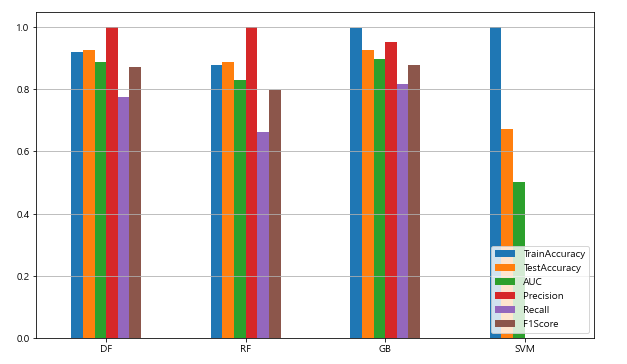 1.0
0.8
0.6
0.4
0.2
0.0
TrainAccuracy
TestAccuracy
AUC
Precision
Recall
F1Score
DF
RF
GB
SVM